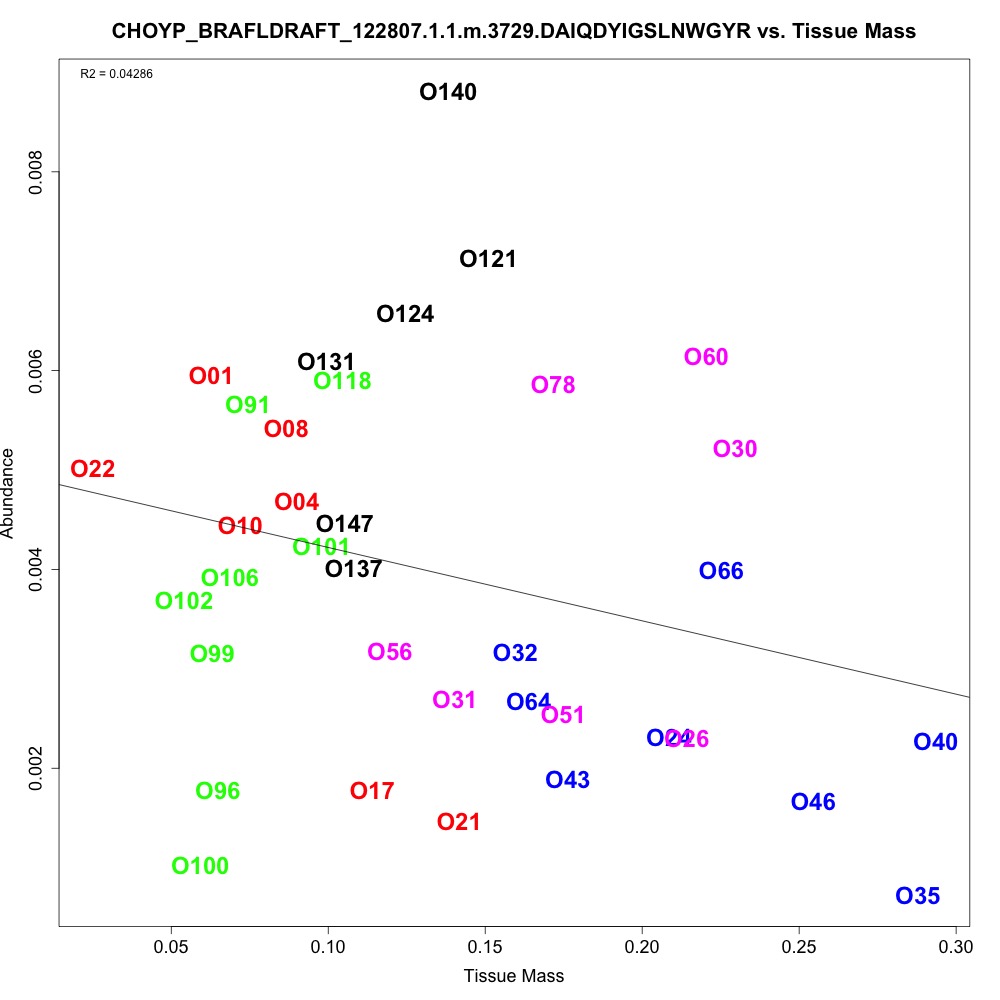 CHOYP_BRAFLDRAFT_122807.1.1.m.3729.DAIQDYIGSLNWGYR vs. Tissue Mass
R2 = 0.04286
O140
0.008
O121
O124
O60
O131
0.006
O01
O118
O78
O91
O08
O30
O22
Abundance
O04
O147
O10
O101
0.004
O137
O66
O106
O102
O56
O32
O99
O31
O64
O51
O24
O26
O40
0.002
O43
O17
O96
O46
O21
O100
O35
0.05 0.10 0.15 0.20 0.25 0.30
Tissue Mass